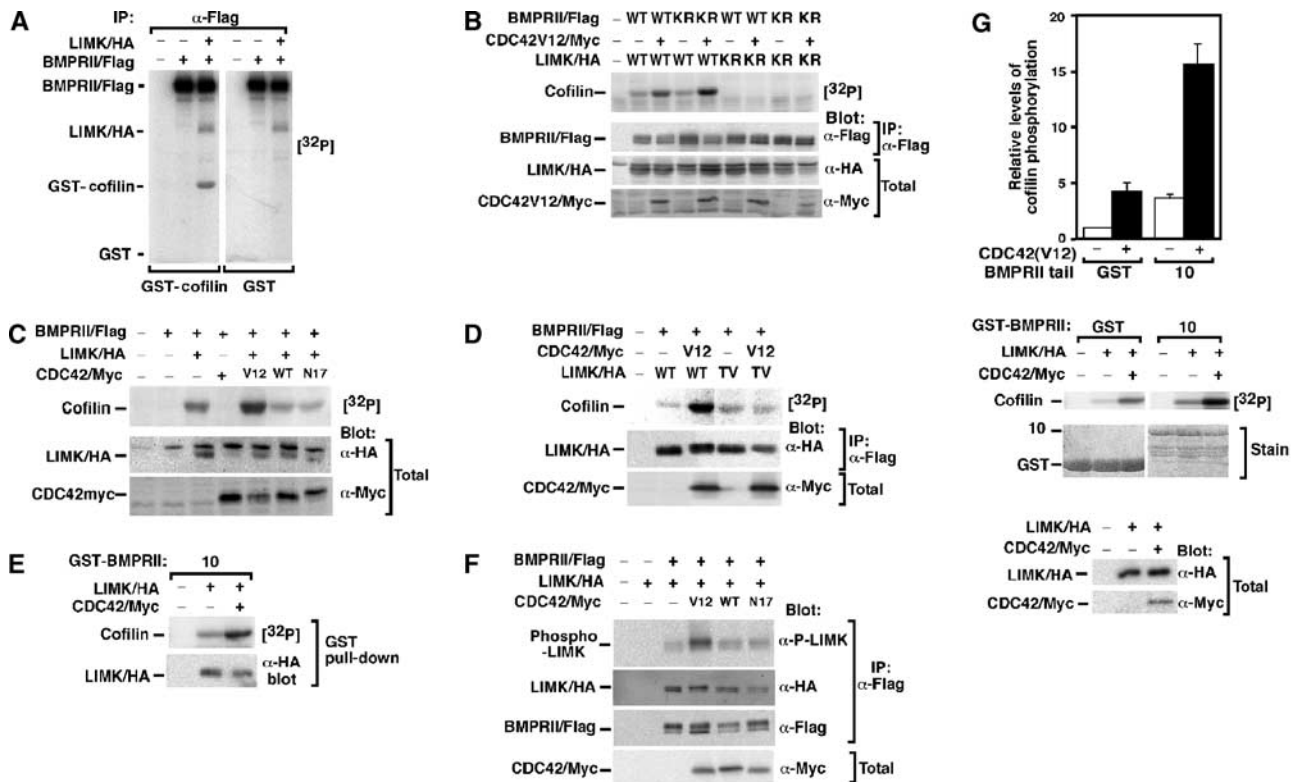 A
IP: α-Flag
LIMK/HA – – + – – +
BMPRII/Flag – + + – + +
BMPRII/Flag
LIMK/HA
[32P]
GST-cofilin
GST
GST-cofilin GST
B
BMPRII/Flag – WT WT KR KR WT WT KR KR
CDC42V12/Myc – – + – + – + – +
LIMK/HA – WT WT WT WT KR KR KR KR
Cofilin [32P]
Blot:
BMPRII/Flag α-Flag IP: α-Flag
LIMK/HA α-HA
CDC42V12/Myc α-Myc
Total
C
BMPRII/Flag – + + + + + +
LIMK/HA – – + – + + +
CDC42/Myc – – – + V12 WT N17
Cofilin [32P]
Blot:
LIMK/HA α-HA
CDC42myc α-Myc
Total
D
BMPRII/Flag – + + + +
CDC42/Myc – – V12 – V12
LIMK/HA – WT WT TV TV
Cofilin [32P]
Blot:
LIMK/HA α-HA IP: α-Flag
CDC42/Myc α-Myc Total
E
GST-BMPRII: 10
LIMK/HA – + +
CDC42/Myc – – +
Cofilin [32P]
LIMK/HA α-HA blot
GST pull-down
F
BMPRII/Flag – – + + + +
LIMK/HA – + + + + +
CDC42/Myc – – – V12 WT N17
Blot:
Phospho
-LIMK α-P-LIMK
LIMK/HA α-HA
IP: α-Flag
BMPRII/Flag α-Flag
CDC42/Myc α-Myc Total
G
Relative levels of
cofilin phosphorylation
20
15
10
5
0
CDC42(V12) – + – +
BMPRII tail GST 10
GST-BMPRII: GST 10
LIMK/HA – + + – + +
CDC42/Myc – – + – – +
Cofilin [32P]
10
GST
Stain
LIMK/HA – + +
CDC42/Myc – – +
Blot:
LIMK/HA α-HA
CDC42/Myc α-Myc
Total